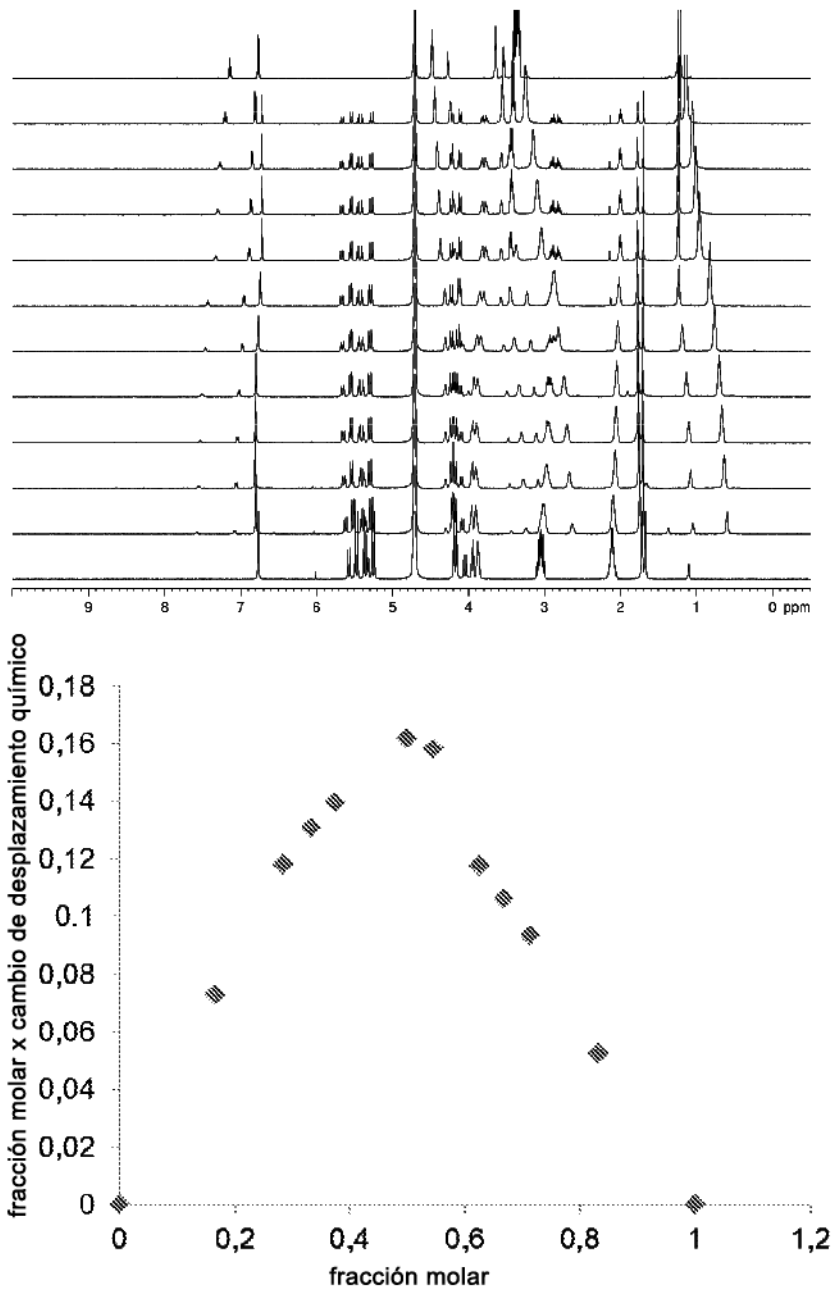 9 8 7 6 5 4 3 2 1 0 ppm
fracción molar x cambio de desplazamiento químico
0,18
0,16
0,14
0,12
0.1
0,08
0,06
0,04
0,02
0
0 0,2 0,4 0,6 0,8 1 1,2
fracción molar